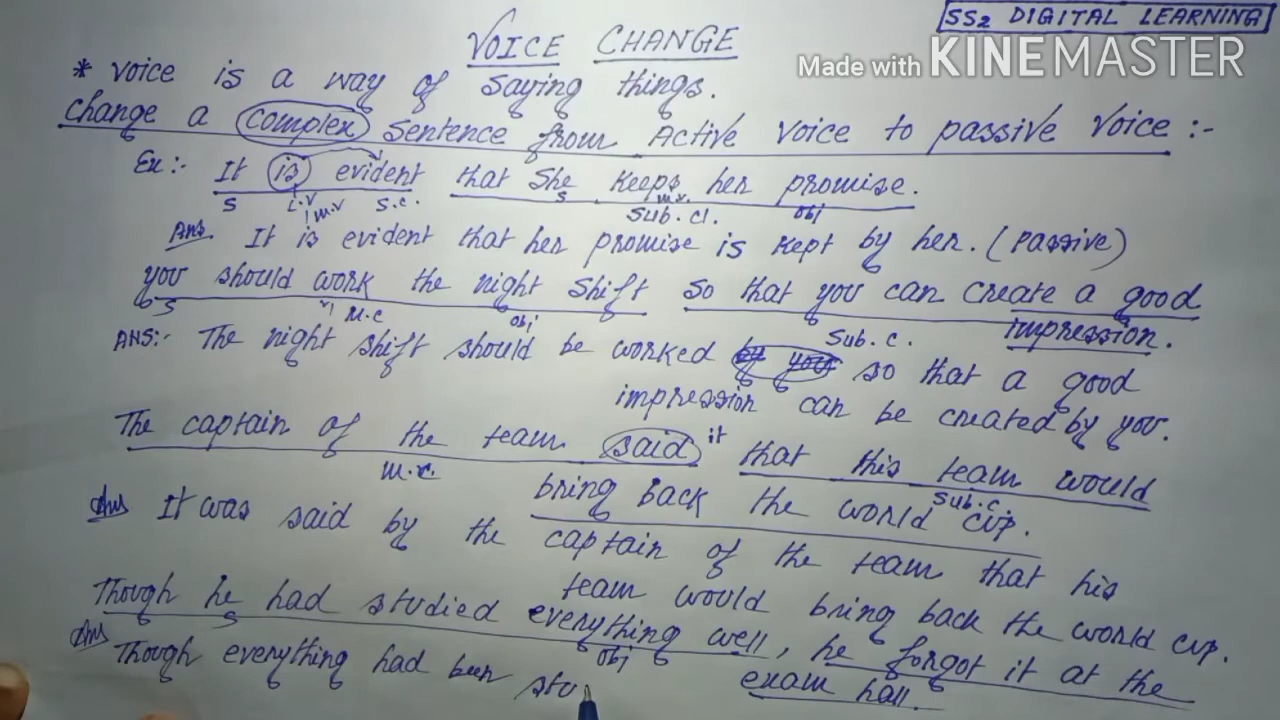 SS2 DIGITAL LEARNING
Made with KINEMASTER
VOICE CHANGE
* Voice is a way of saying things.
Change a complex sentence from Active voice to passive voice :-
Ex:- It is evident that she keeps her promise.
S L.V M.V S.C. S m.v. obj
Sub. cl.
Ans It is evident that her promise is kept by her. (Passive)
you should work the night shift so that you can create a good
S V1 M.C obj Sub. C. impression.
ANS:- The night shift should be worked by you so that a good
impression can be created by you.
The captain of the team said it that this team would
M.C. Sub. C.
bring back the world cup.
Ans It was said by the captain of the team that his
team would bring back the world cup.
Though he had studied everything well, he forgot it at the
S obj exam hall.
Ans Though everything had been stu